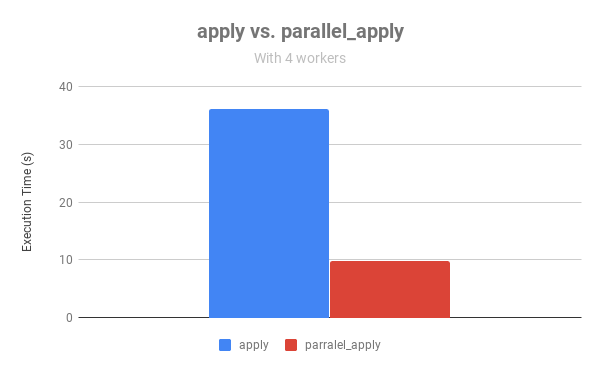 apply vs. parallel_apply
With 4 workers
40
30
20
10
0
Execution Time (s)
apply
parralel_apply